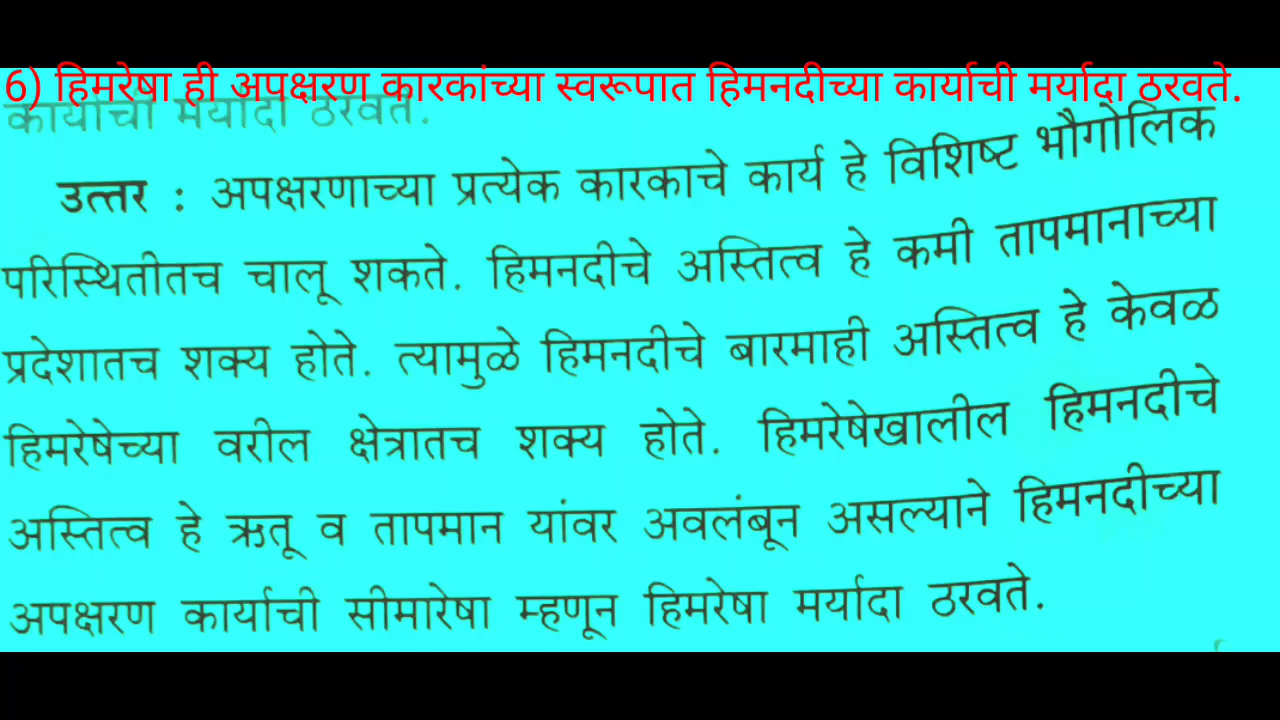 6) हिमरेषा ही अपक्षरण कारकांच्या स्वरूपात हिमनदीच्या कार्याची मर्यादा ठरवते.
कार्याची मर्यादा ठरवते.
उत्तर : अपक्षरणाच्या प्रत्येक कारकाचे कार्य हे विशिष्ट भौगोलिक
परिस्थितीतच चालू शकते. हिमनदीचे अस्तित्व हे कमी तापमानाच्या
प्रदेशातच शक्य होते. त्यामुळे हिमनदीचे बारमाही अस्तित्व हे केवळ
हिमरेषेच्या वरील क्षेत्रातच शक्य होते. हिमरेषेखालील हिमनदीचे
अस्तित्व हे ऋतू व तापमान यांवर अवलंबून असल्याने हिमनदीच्या
अपक्षरण कार्याची सीमारेषा म्हणून हिमरेषा मर्यादा ठरवते.